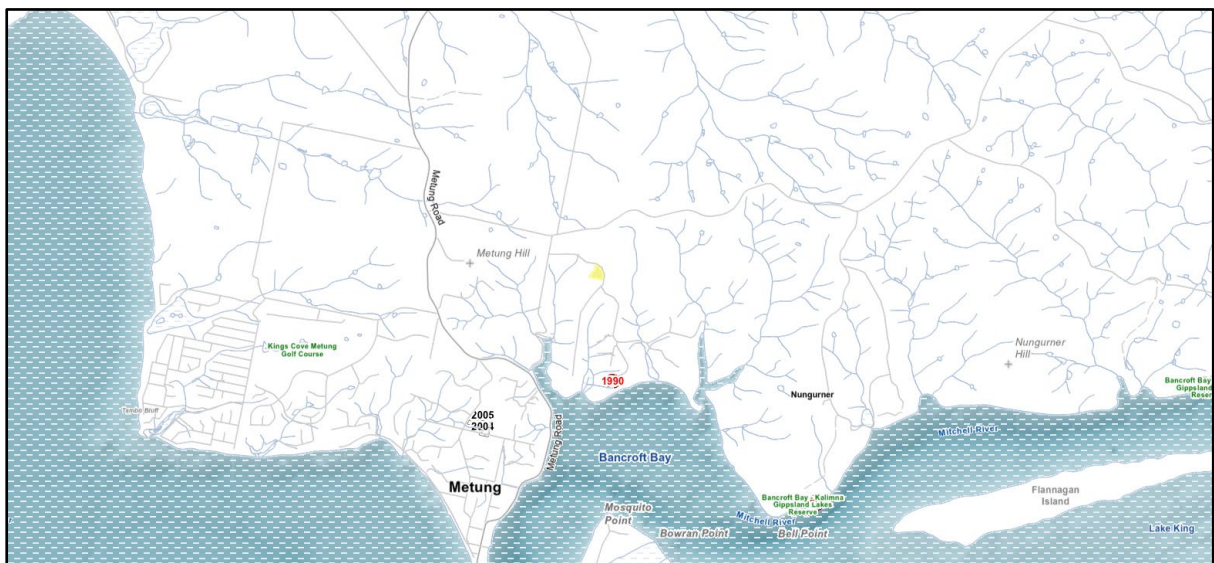 Metung Road
Metung Hill
Kings Cove Metung
Golf Course
Nungurner
Hill
1990
Bancroft Bay
Gippsland
Reser
Nungurner
Tambo Bluff
2005
2004
Metung Road
Mitchell River
Bancroft Bay
Metung
Bancroft Bay - Kalimna
Gippsland Lakes
Reserve
Flannagan
Island
Mosquito
Point
Mitchell River
Bowran Point
Bell Point
Lake King